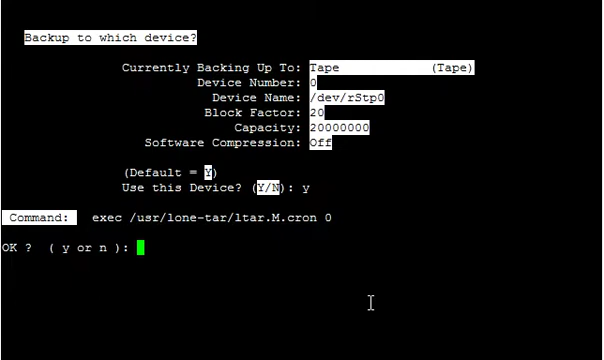 Backup to which device?
Currently Backing Up To: Tape (Tape)
Device Number: 0
Device Name: /dev/rStp0
Block Factor: 20
Capacity: 20000000
Software Compression: Off
(Default = Y)
Use this Device? (Y/N): y
Command: exec /usr/lone-tar/ltar.M.cron 0
OK ? ( y or n ):